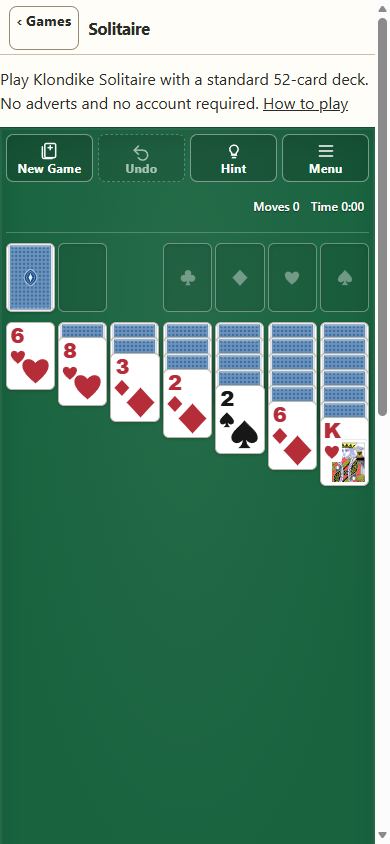 ‹ Games
Solitaire
Play Klondike Solitaire with a standard 52-card deck.
No adverts and no account required. How to play
New Game
Undo
Hint
Menu
Moves 0 Time 0:00
6
8
3
2
2
6
K